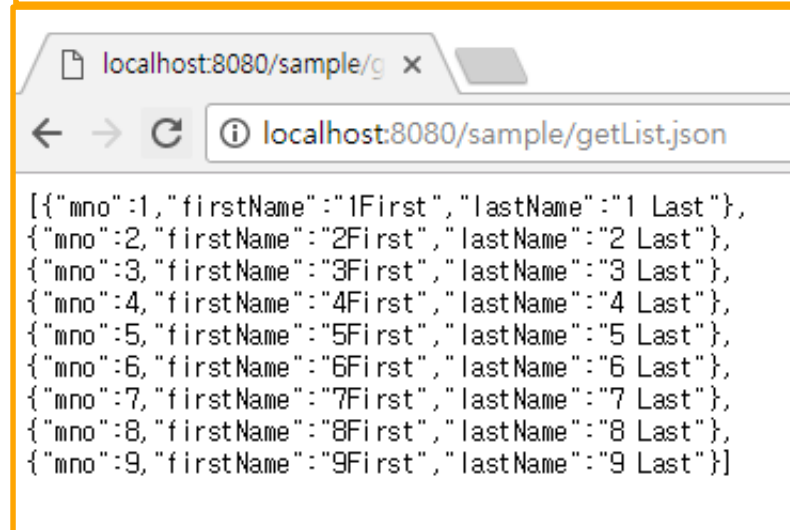 localhost:8080/sample/g
localhost:8080/sample/getList.json
[{"mno":1,"firstName":"1First","lastName":"1 Last"},
{"mno":2,"firstName":"2First","lastName":"2 Last"},
{"mno":3,"firstName":"3First","lastName":"3 Last"},
{"mno":4,"firstName":"4First","lastName":"4 Last"},
{"mno":5,"firstName":"5First","lastName":"5 Last"},
{"mno":6,"firstName":"6First","lastName":"6 Last"},
{"mno":7,"firstName":"7First","lastName":"7 Last"},
{"mno":8,"firstName":"8First","lastName":"8 Last"},
{"mno":9,"firstName":"9First","lastName":"9 Last"}]